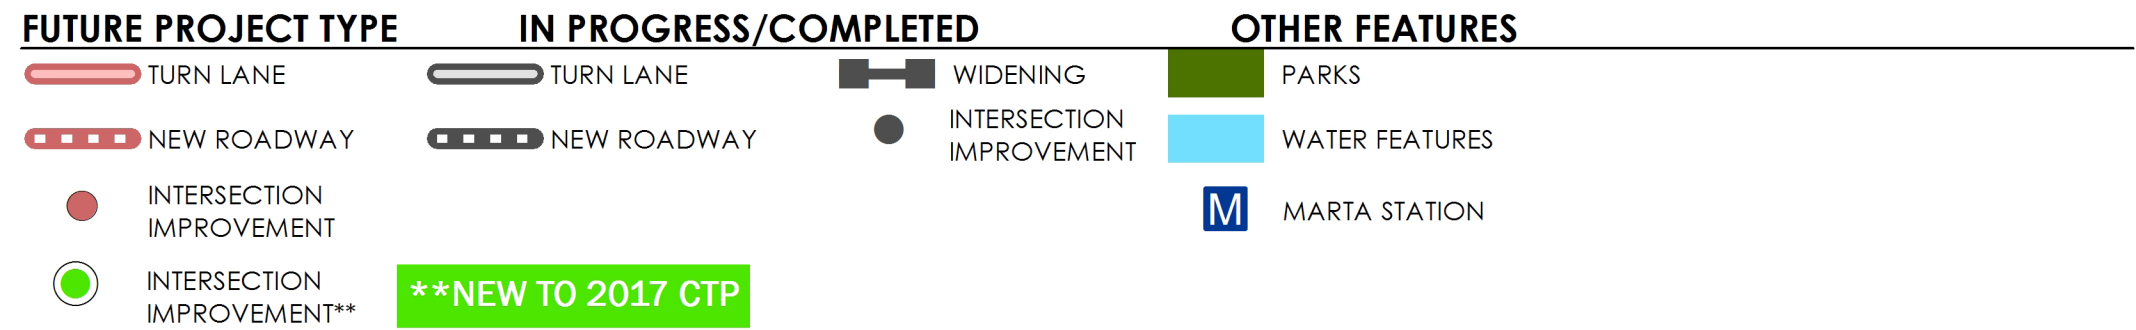 FUTURE PROJECT TYPE
TURN LANE
NEW ROADWAY
INTERSECTION
IMPROVEMENT
INTERSECTION
IMPROVEMENT**
**NEW TO 2017 CTP
IN PROGRESS/COMPLETED
TURN LANE
NEW ROADWAY
WIDENING
INTERSECTION
IMPROVEMENT
OTHER FEATURES
PARKS
WATER FEATURES
M
MARTA STATION